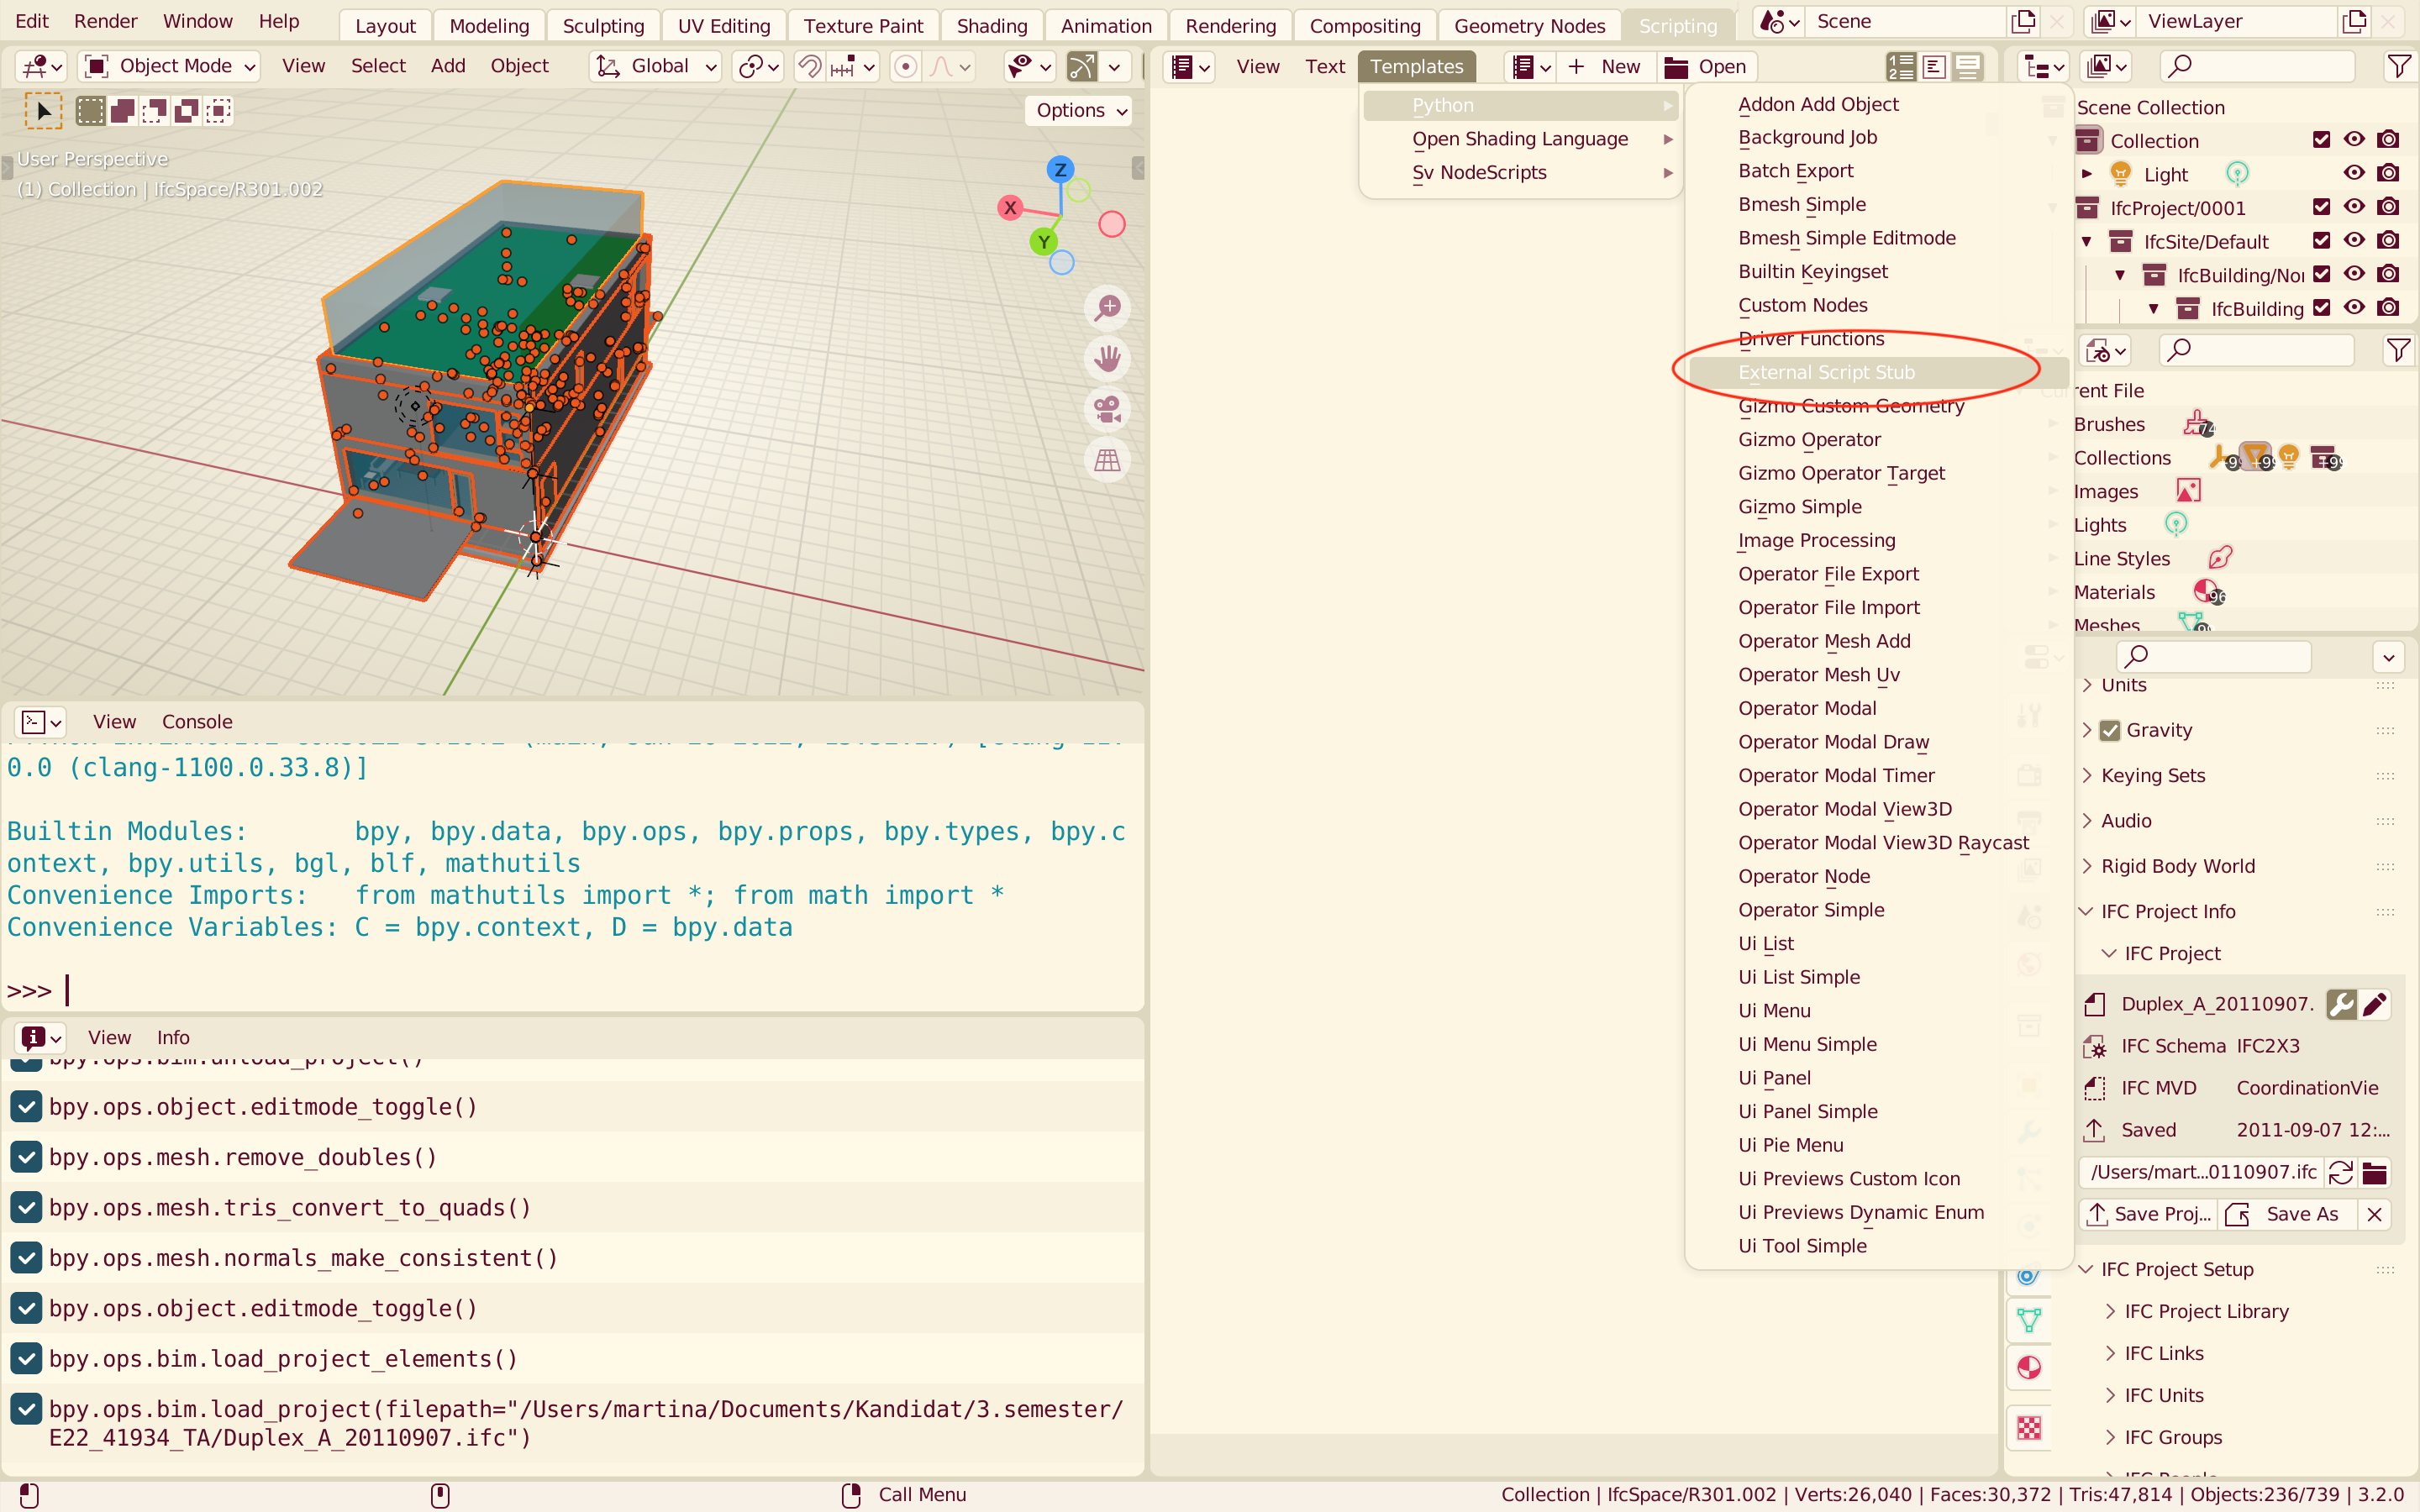 Edit Render Window Help Layout Modeling Sculpting UV Editing Texture Paint Shading Animation Rendering Compositing Geometry Nodes Scripting Scene ViewLayer
Object Mode View Select Add Object Global
Options
User Perspective
(1) Collection | IfcSpace/R301.002
Z
X
Y
View Text Templates New Open
Python
Open Shading Language
Sv NodeScripts
Addon Add Object
Background Job
Batch Export
Bmesh Simple
Bmesh Simple Editmode
Builtin Keyingset
Custom Nodes
Driver Functions
External Script Stub
Gizmo Custom Geometry
Gizmo Operator
Gizmo Operator Target
Gizmo Simple
Image Processing
Operator File Export
Operator File Import
Operator Mesh Add
Operator Mesh Uv
Operator Modal
Operator Modal Draw
Operator Modal Timer
Operator Modal View3D
Operator Modal View3D Raycast
Operator Node
Operator Simple
Ui List
Ui List Simple
Ui Menu
Ui Menu Simple
Ui Panel
Ui Panel Simple
Ui Pie Menu
Ui Previews Custom Icon
Ui Previews Dynamic Enum
Ui Tool Simple
Scene Collection
Collection
Light
IfcProject/0001
IfcSite/Default
IfcBuilding/Nor
IfcBuilding
rent File
Brushes
Collections
Images
Lights
Line Styles
Materials
Meshes
Units
Gravity
Keying Sets
Audio
Rigid Body World
IFC Project Info
IFC Project
Duplex_A_20110907.
IFC Schema IFC2X3
IFC MVD CoordinationVie
Saved 2011-09-07 12:...
/Users/mart...0110907.ifc
Save Proj... Save As
IFC Project Setup
IFC Project Library
IFC Links
IFC Units
IFC Groups
View Console
0.0 (clang-1100.0.33.8)]
Builtin Modules: bpy, bpy.data, bpy.ops, bpy.props, bpy.types, bpy.c
ontext, bpy.utils, bgl, blf, mathutils
Convenience Imports: from mathutils import *; from math import *
Convenience Variables: C = bpy.context, D = bpy.data
>>>
View Info
bpy.ops.bim.unload_project()
bpy.ops.object.editmode_toggle()
bpy.ops.mesh.remove_doubles()
bpy.ops.mesh.tris_convert_to_quads()
bpy.ops.mesh.normals_make_consistent()
bpy.ops.object.editmode_toggle()
bpy.ops.bim.load_project_elements()
bpy.ops.bim.load_project(filepath="/Users/martina/Documents/Kandidat/3.semester/
E22_41934_TA/Duplex_A_20110907.ifc")
Call Menu
Collection | IfcSpace/R301.002 | Verts:26,040 | Faces:30,372 | Tris:47,814 | Objects:236/739 | 3.2.0